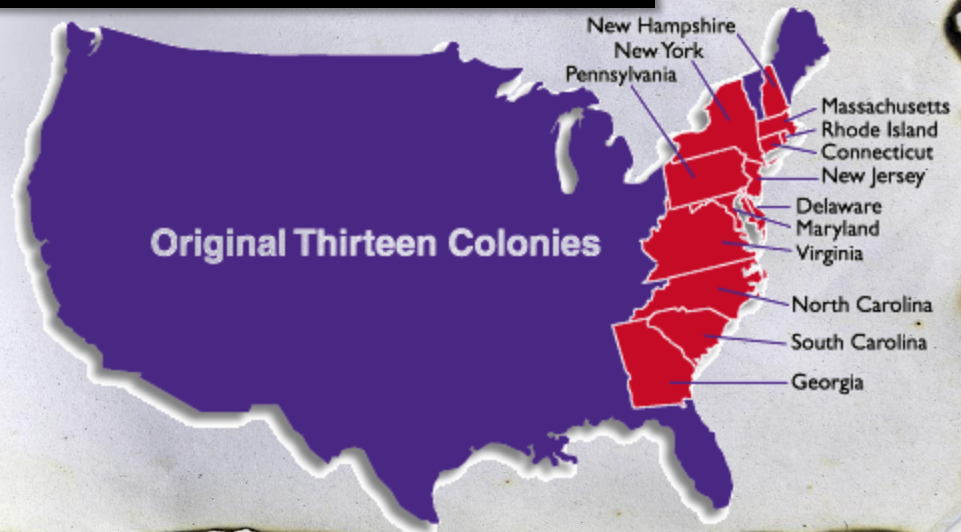 New Hampshire
New York
Pennsylvania
Massachusetts
Rhode Island
Connecticut
New Jersey
Delaware
Maryland
Virginia
Original Thirteen Colonies
North Carolina
South Carolina
Georgia